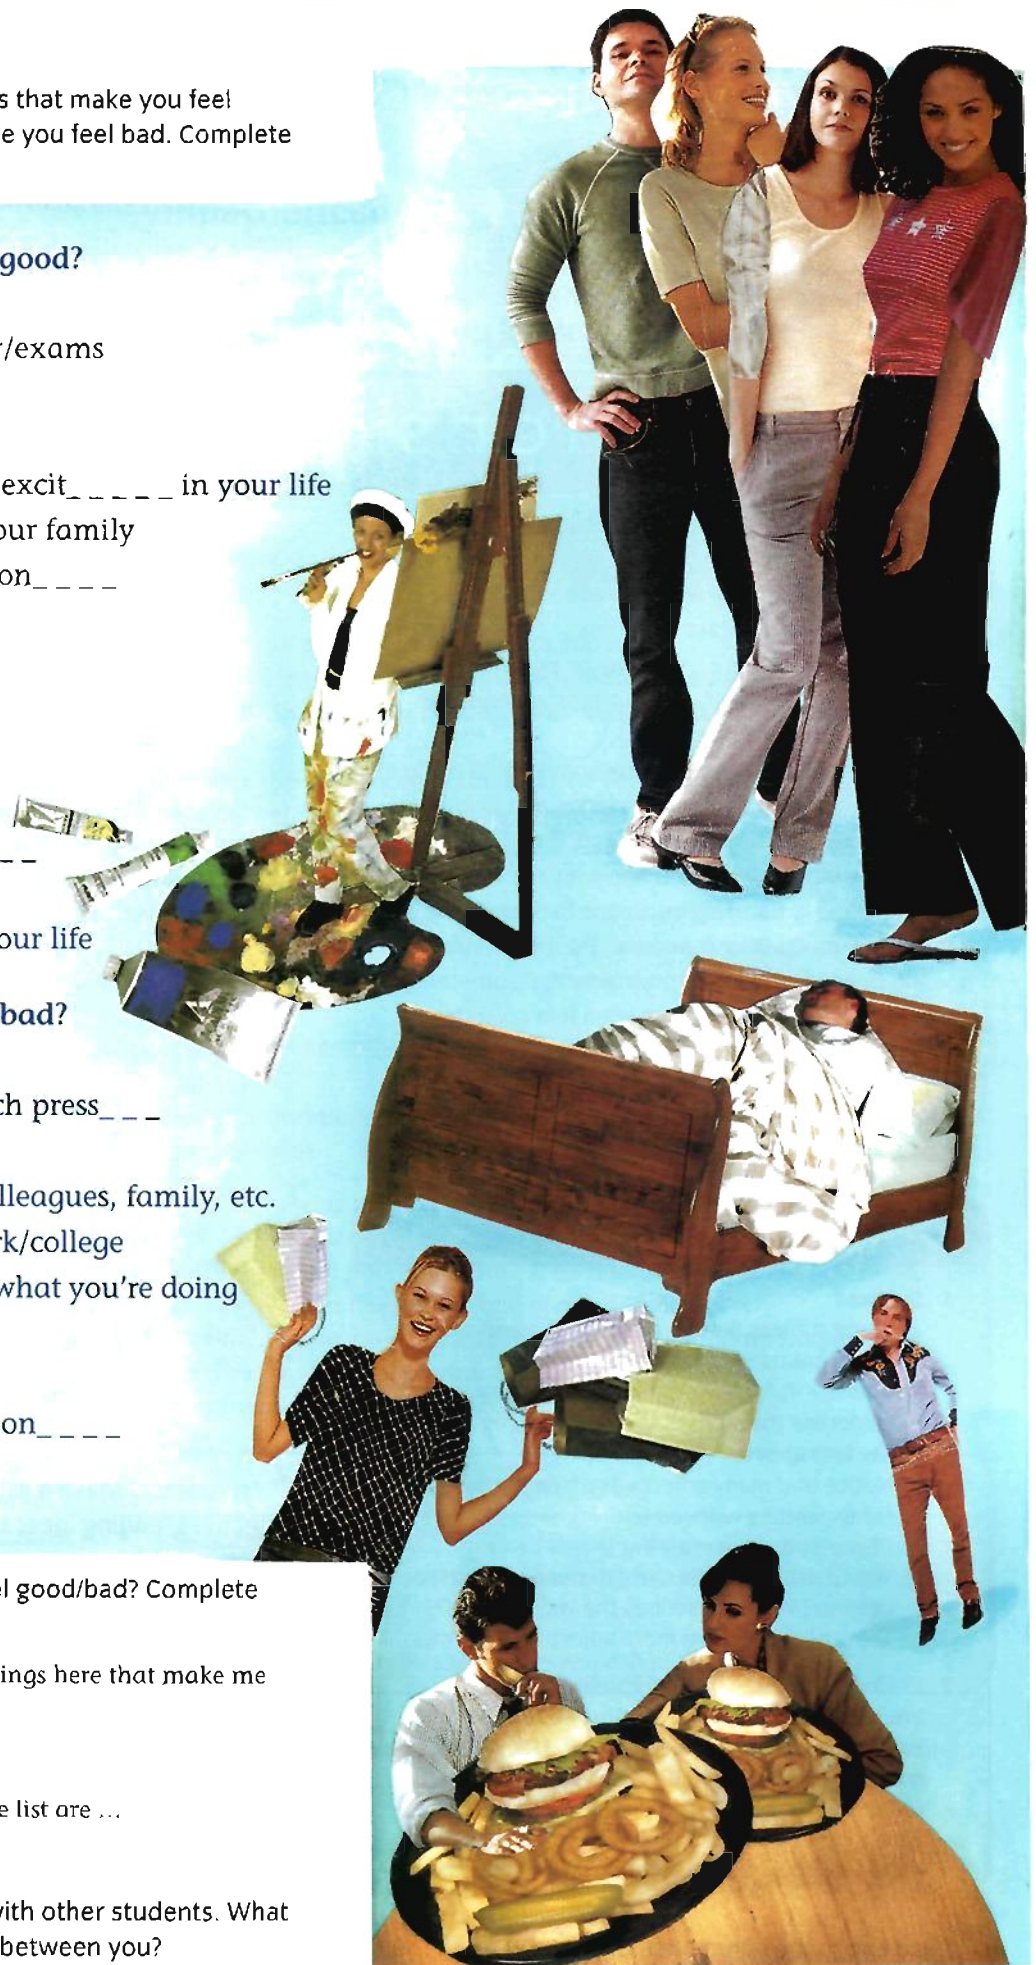 s that make you feel
e you feel bad. Complete
good?
/exams
excit_ _ _ _ _ in your life
our family
on_ _ _ _
_ _
our life
bad?
ch press_ _ _
lleagues, family, etc.
k/college
what you're doing
on_ _ _ _
el good/bad? Complete
ings here that make me
e list are ...
with other students. What
between you?